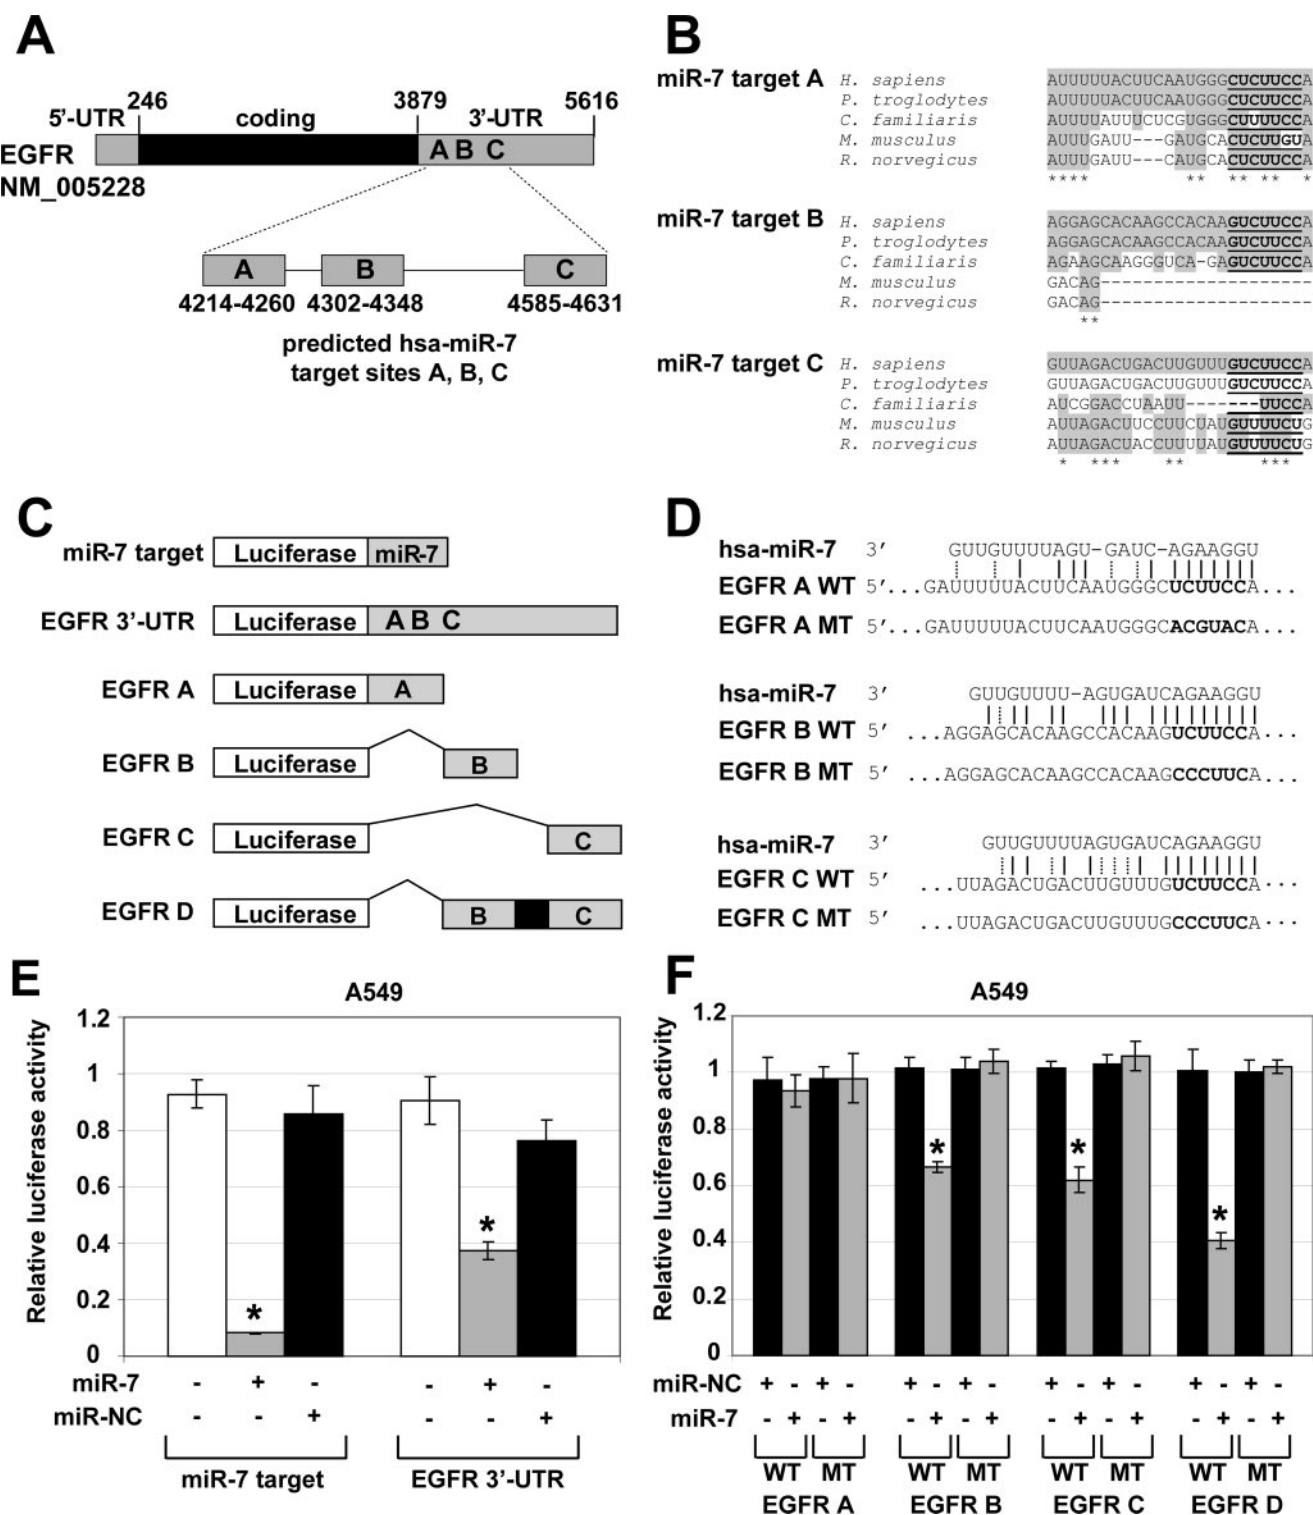 A
246
3879
5616
5'-UTR
coding
3'-UTR
EGFR
A B C
NM_005228
A
B
C
4214-4260
4302-4348
4585-4631
predicted hsa-miR-7
target sites A, B, C
B
miR-7 target A
H. sapiens AUUUUUACUUCAAUGGGCUCUUCCA
P. troglodytes AUUUUUACUUCAAUGGGCUCUUCCA
C. familiaris AUUUUAUUUCUCGUGGGCUUUUCCA
M. musculus AUUUGAUU---GAUGCACUCUUGUA
R. norvegicus AUUUGAUU---GAUGCACUCUUCCA
**** ** ** ** *
miR-7 target B
H. sapiens AGGAGCACAAGCCACAAGUCUUCCA
P. troglodytes AGGAGCACAAGCCACAAGUCUUCCA
C. familiaris AGAAGCAAGGGUCA-GAGUCUUCCA
M. musculus GACAG--------------------
R. norvegicus GACAG--------------------
**
miR-7 target C
H. sapiens GUUAGACUGACUUGUUUGUCUUCCA
P. troglodytes GUUAGACUGACUUGUUUGUCUUCCA
C. familiaris AUCGGACCUAAUU-------UUCCA
M. musculus AUUAGACUUCCUUCUAUGUUUUCUG
R. norvegicus AUUAGACUACCUUUUAUGUUUUCUG
* *** ** ***
C
miR-7 target Luciferase miR-7
EGFR 3'-UTR Luciferase A B C
EGFR A Luciferase A
EGFR B Luciferase B
EGFR C Luciferase C
EGFR D Luciferase B C
D
hsa-miR-7 3' GUUGUUUUAGU-GAUC-AGAAGGU
EGFR A WT 5'...GAUUUUUACUUCAAUGGGCUCUUCCA...
EGFR A MT 5'...GAUUUUUACUUCAAUGGGCACGUACA...
hsa-miR-7 3' GUUGUUUU-AGUGAUCAGAAGGU
EGFR B WT 5' ...AGGAGCACAAGCCACAAGUCUUCCA...
EGFR B MT 5' ...AGGAGCACAAGCCACAAGCCCUUCA...
hsa-miR-7 3' GUUGUUUUAGUGAUCAGAAGGU
EGFR C WT 5' ...UUAGACUGACUUGUUUGUCUUCCA...
EGFR C MT 5' ...UUAGACUGACUUGUUUGCCCUUCA...
E
A549
Relative luciferase activity
1.2
1
0.8
0.6
0.4
0.2
0
*
*
miR-7 - + - - + -
miR-NC - - + - - +
miR-7 target
EGFR 3'-UTR
F
A549
Relative luciferase activity
1.2
1
0.8
0.6
0.4
0.2
0
*
*
*
miR-NC + - + - + - + - + - + - + - + -
miR-7 - + - + - + - + - + - + - + - +
WT MT WT MT WT MT WT MT
EGFR A EGFR B EGFR C EGFR D